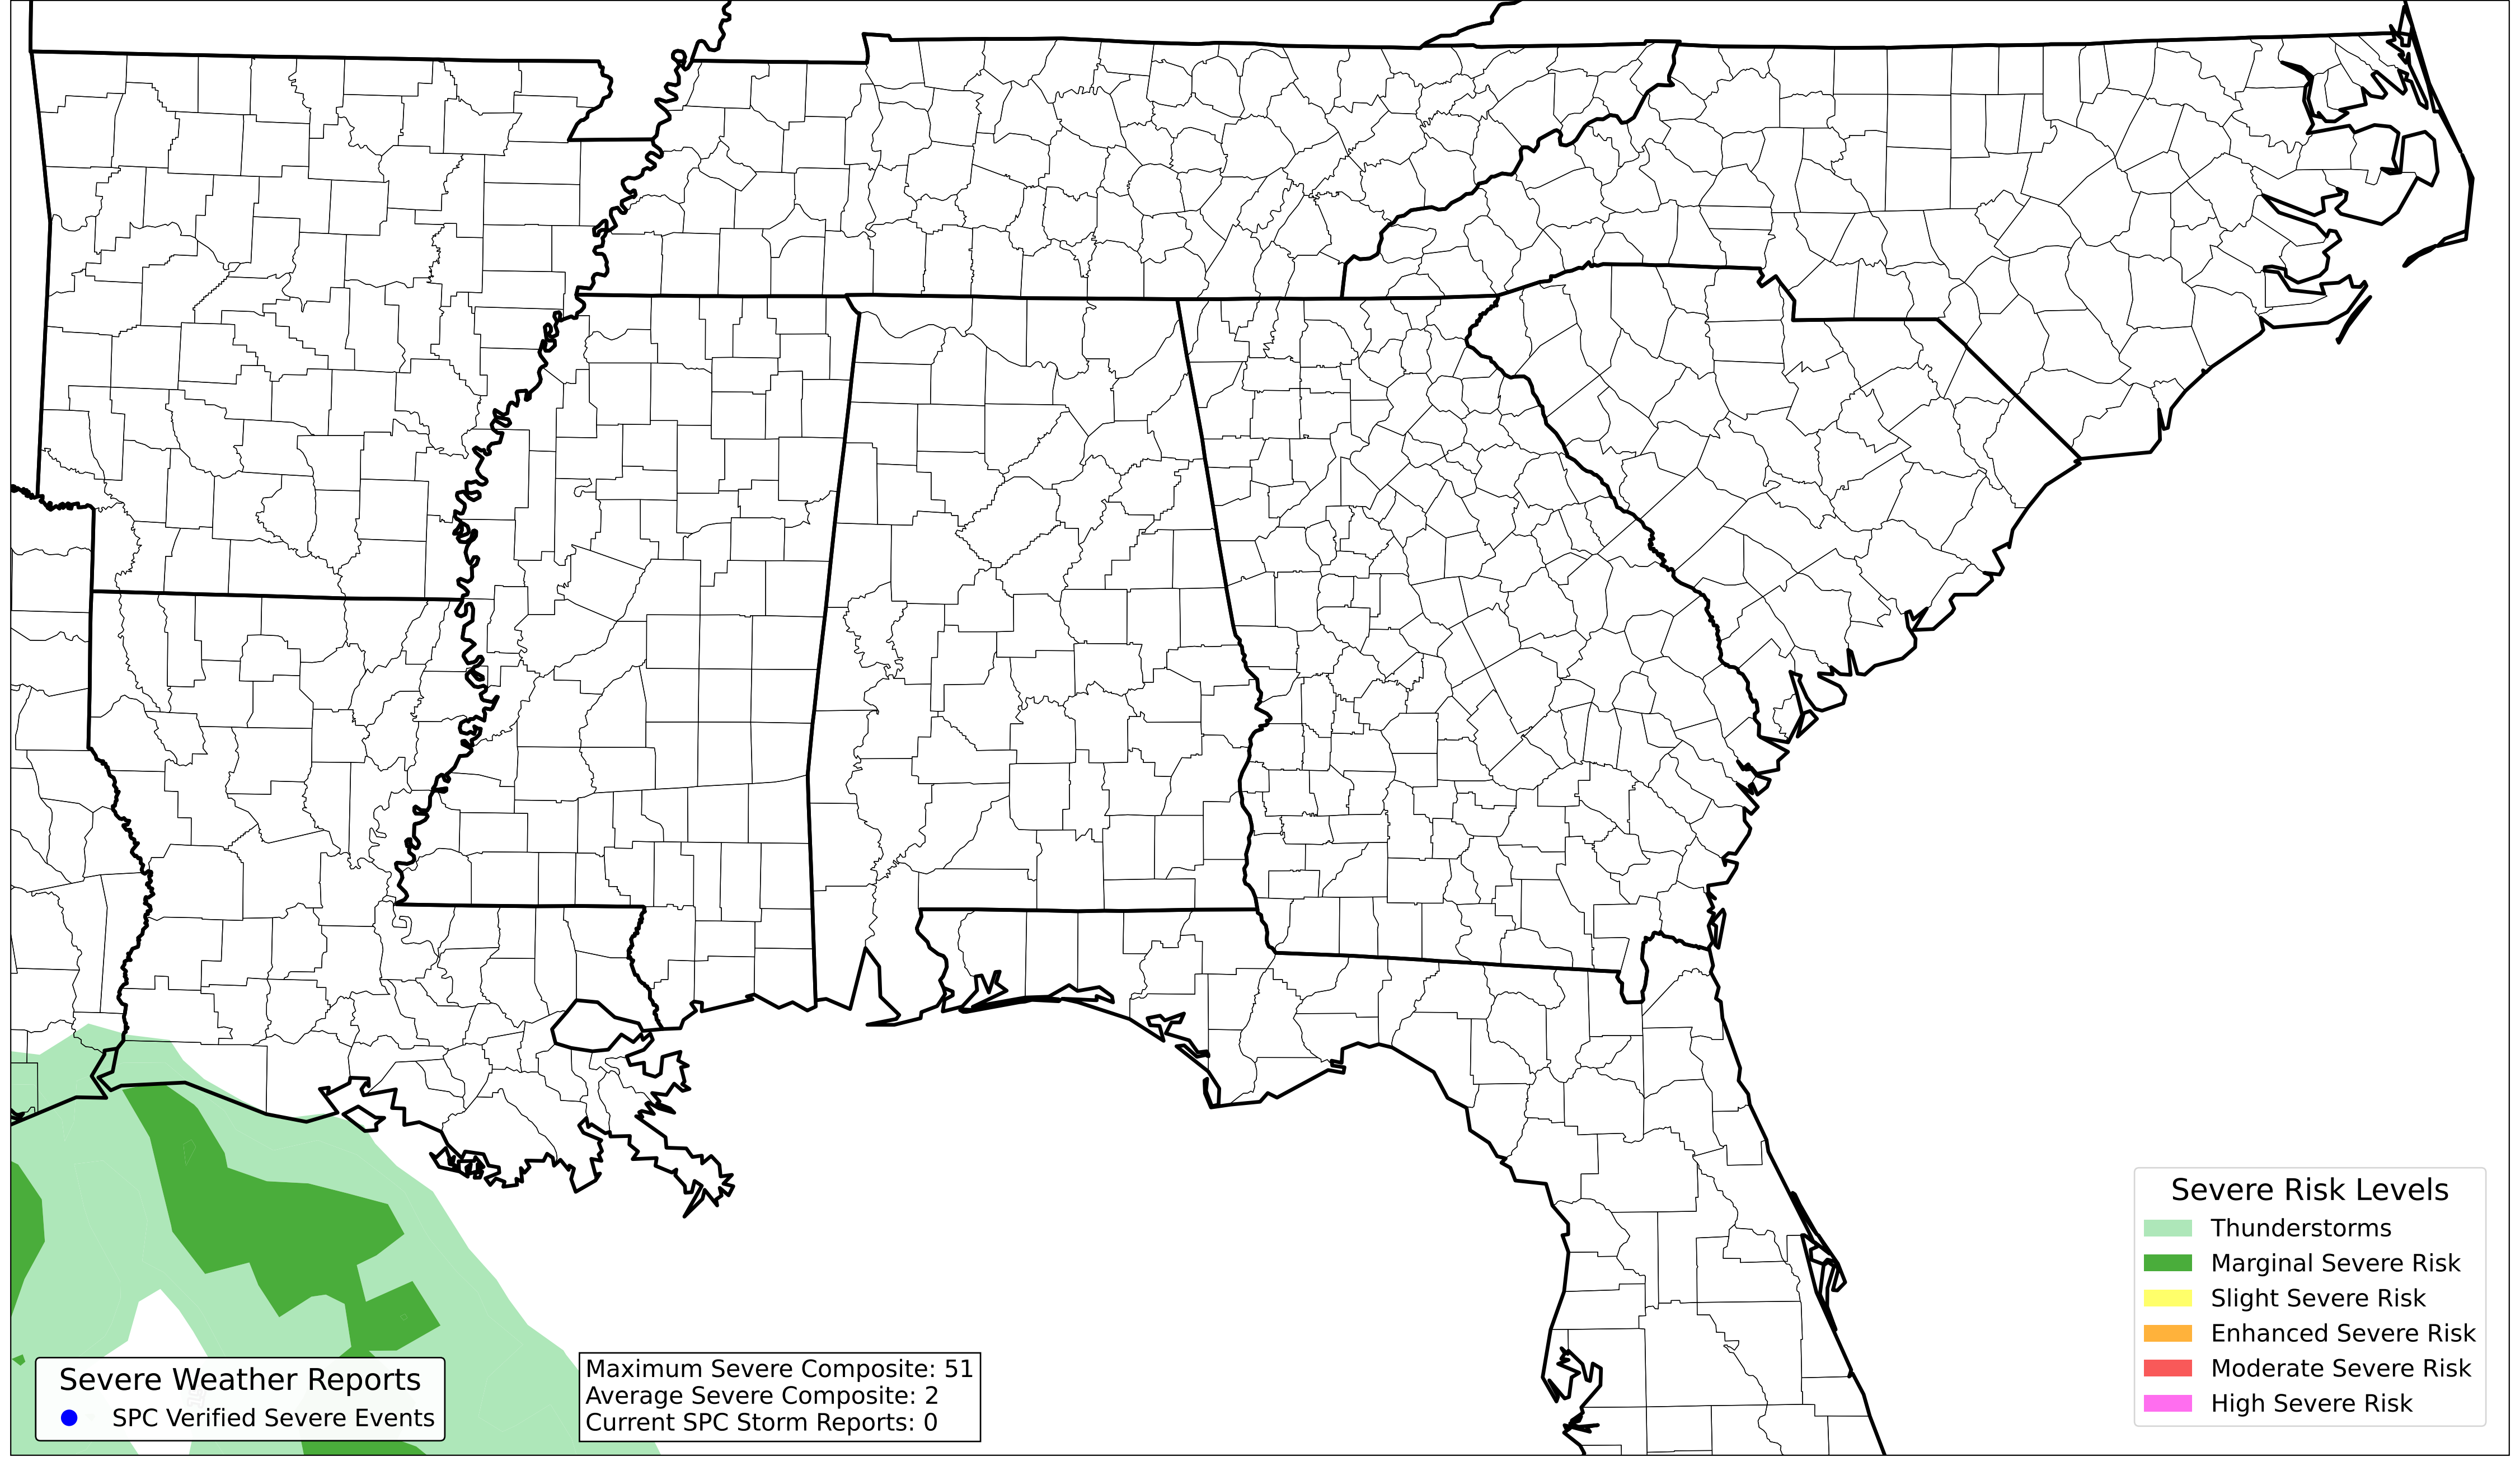 Severe Risk Levels
Thunderstorms
Marginal Severe Risk
Slight Severe Risk
Enhanced Severe Risk
Moderate Severe Risk
High Severe Risk
Severe Weather Reports
SPC Verified Severe Events
Maximum Severe Composite: 51
Average Severe Composite: 2
Current SPC Storm Reports: 0